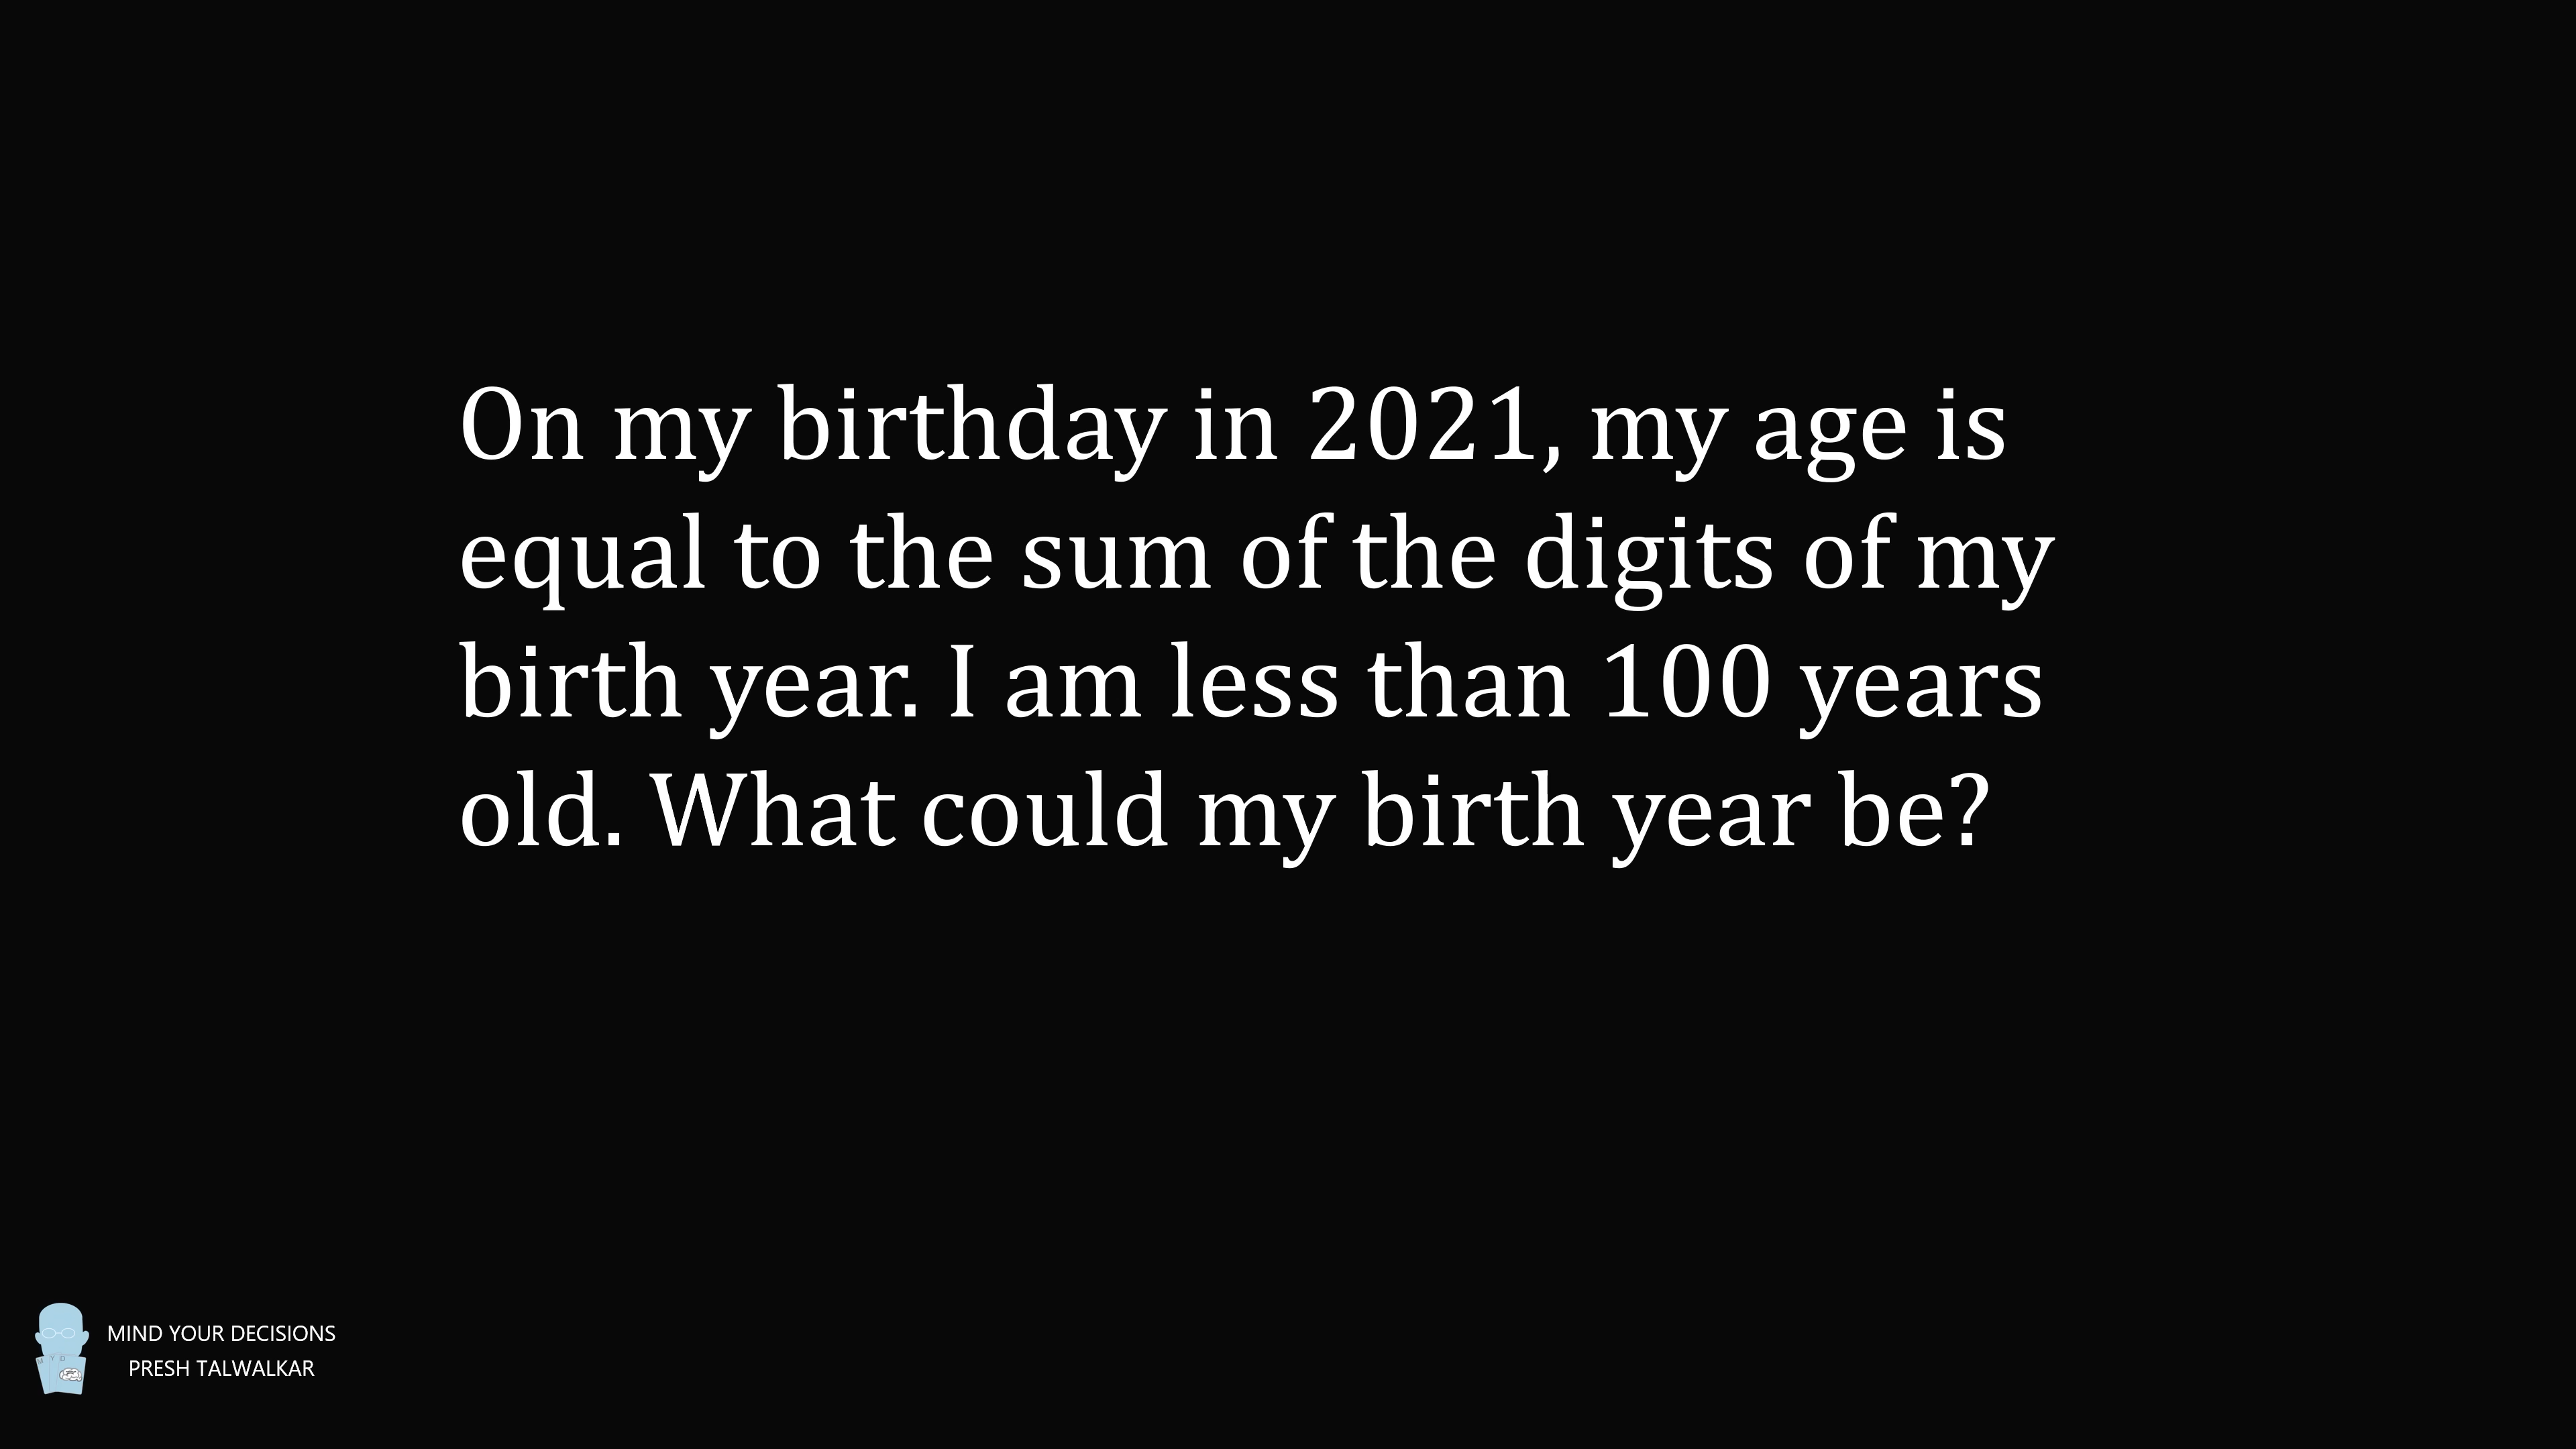 On my birthday in 2021, my age is
equal to the sum of the digits of my
birth year. I am less than 100 years
old. What could my birth year be?
M Y D
MIND YOUR DECISIONS
PRESH TALWALKAR